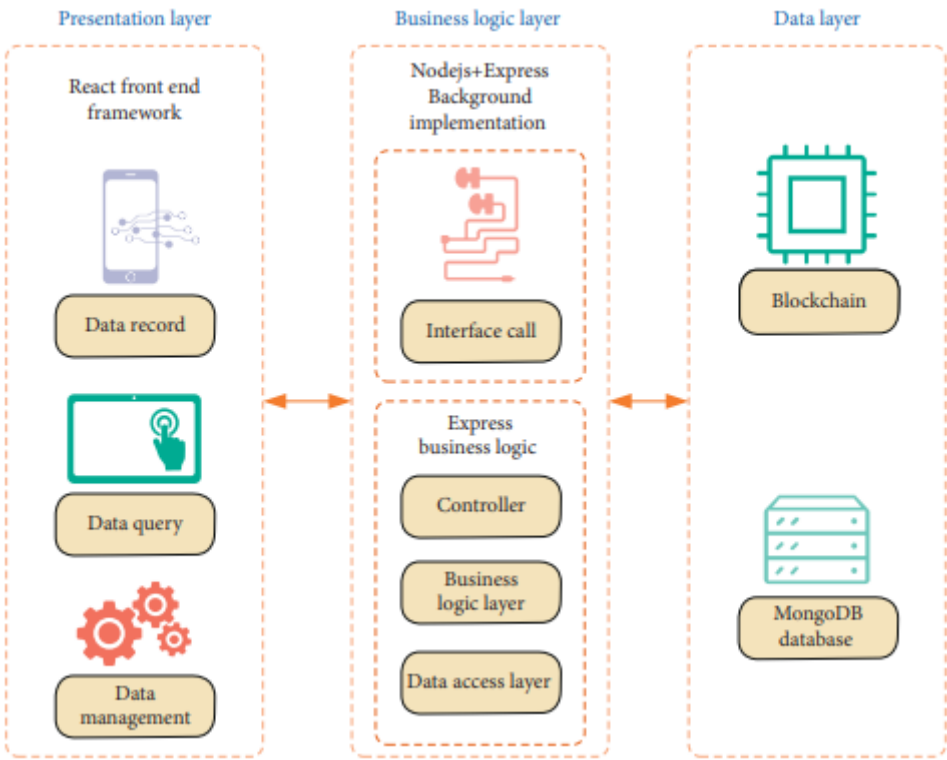 Presentation layer
Business logic layer
Data layer
React front end
framework
Data record
Data query
Data
management
Nodejs+Express
Background
implementation
Interface call
Express
business logic
Controller
Business
logic layer
Data access layer
Blockchain
MongoDB
database